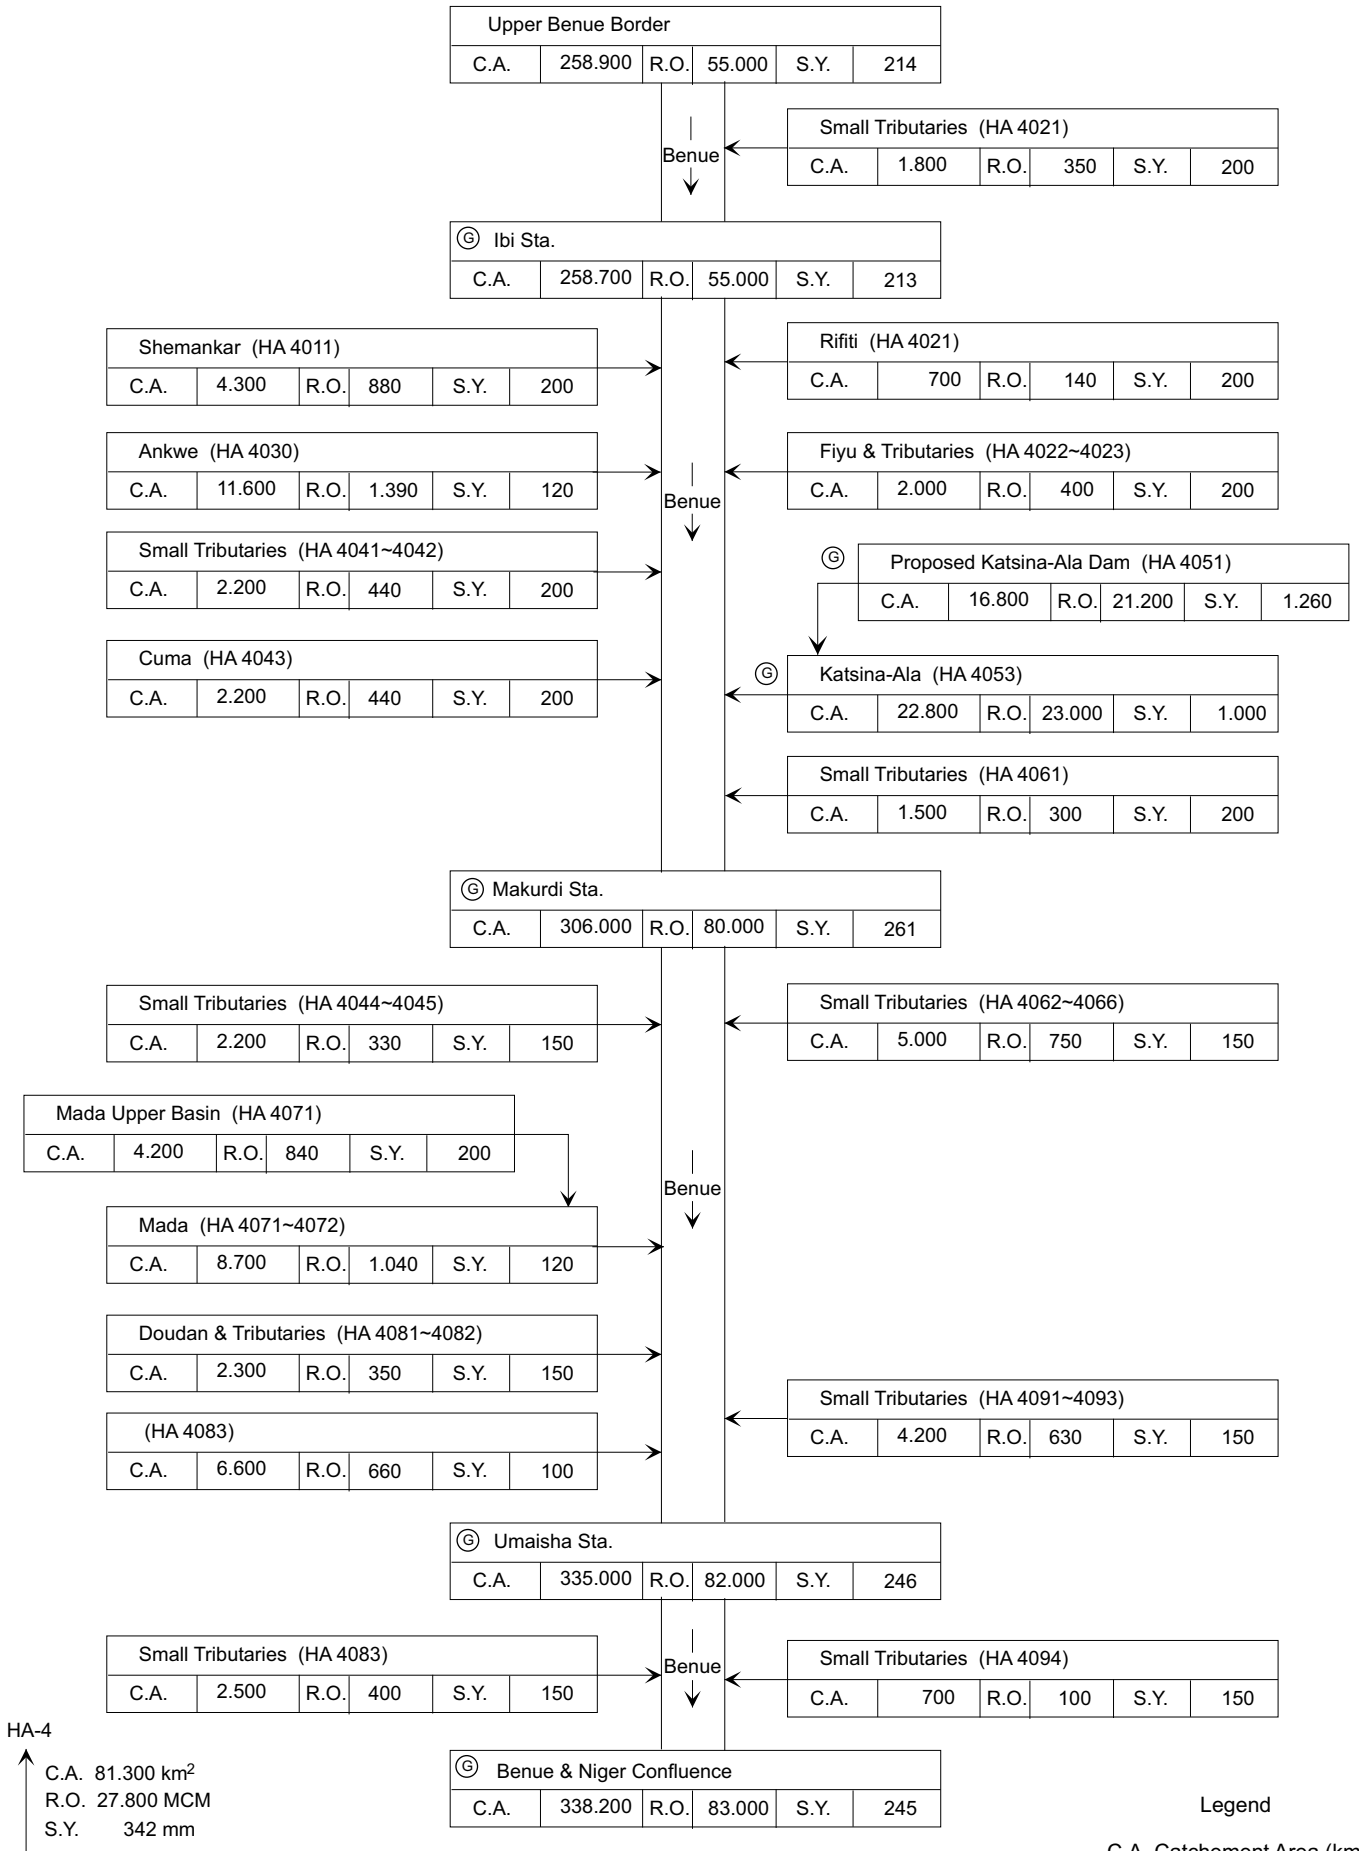 Upper Benue Border
C.A. 258.900 R.O. 55.000 S.Y. 214
Small Tributaries (HA 4021)
C.A. 1.800 R.O. 350 S.Y. 200
Benue
G Ibi Sta.
C.A. 258.700 R.O. 55.000 S.Y. 213
Shemankar (HA 4011)
C.A. 4.300 R.O. 880 S.Y. 200
Rifiti (HA 4021)
C.A. 700 R.O. 140 S.Y. 200
Ankwe (HA 4030)
C.A. 11.600 R.O. 1.390 S.Y. 120
Fiyu & Tributaries (HA 4022~4023)
C.A. 2.000 R.O. 400 S.Y. 200
Benue
Small Tributaries (HA 4041~4042)
C.A. 2.200 R.O. 440 S.Y. 200
G Proposed Katsina-Ala Dam (HA 4051)
C.A. 16.800 R.O. 21.200 S.Y. 1.260
Cuma (HA 4043)
C.A. 2.200 R.O. 440 S.Y. 200
G Katsina-Ala (HA 4053)
C.A. 22.800 R.O. 23.000 S.Y. 1.000
Small Tributaries (HA 4061)
C.A. 1.500 R.O. 300 S.Y. 200
G Makurdi Sta.
C.A. 306.000 R.O. 80.000 S.Y. 261
Small Tributaries (HA 4044~4045)
C.A. 2.200 R.O. 330 S.Y. 150
Small Tributaries (HA 4062~4066)
C.A. 5.000 R.O. 750 S.Y. 150
Mada Upper Basin (HA 4071)
C.A. 4.200 R.O. 840 S.Y. 200
Benue
Mada (HA 4071~4072)
C.A. 8.700 R.O. 1.040 S.Y. 120
Doudan & Tributaries (HA 4081~4082)
C.A. 2.300 R.O. 350 S.Y. 150
Small Tributaries (HA 4091~4093)
C.A. 4.200 R.O. 630 S.Y. 150
(HA 4083)
C.A. 6.600 R.O. 660 S.Y. 100
G Umaisha Sta.
C.A. 335.000 R.O. 82.000 S.Y. 246
Small Tributaries (HA 4083)
C.A. 2.500 R.O. 400 S.Y. 150
Benue
Small Tributaries (HA 4094)
C.A. 700 R.O. 100 S.Y. 150
HA-4
C.A. 81.300 km²
R.O. 27.800 MCM
S.Y. 342 mm
G Benue & Niger Confluence
C.A. 338.200 R.O. 83.000 S.Y. 245
Legend
C.A. Catchement Area (km